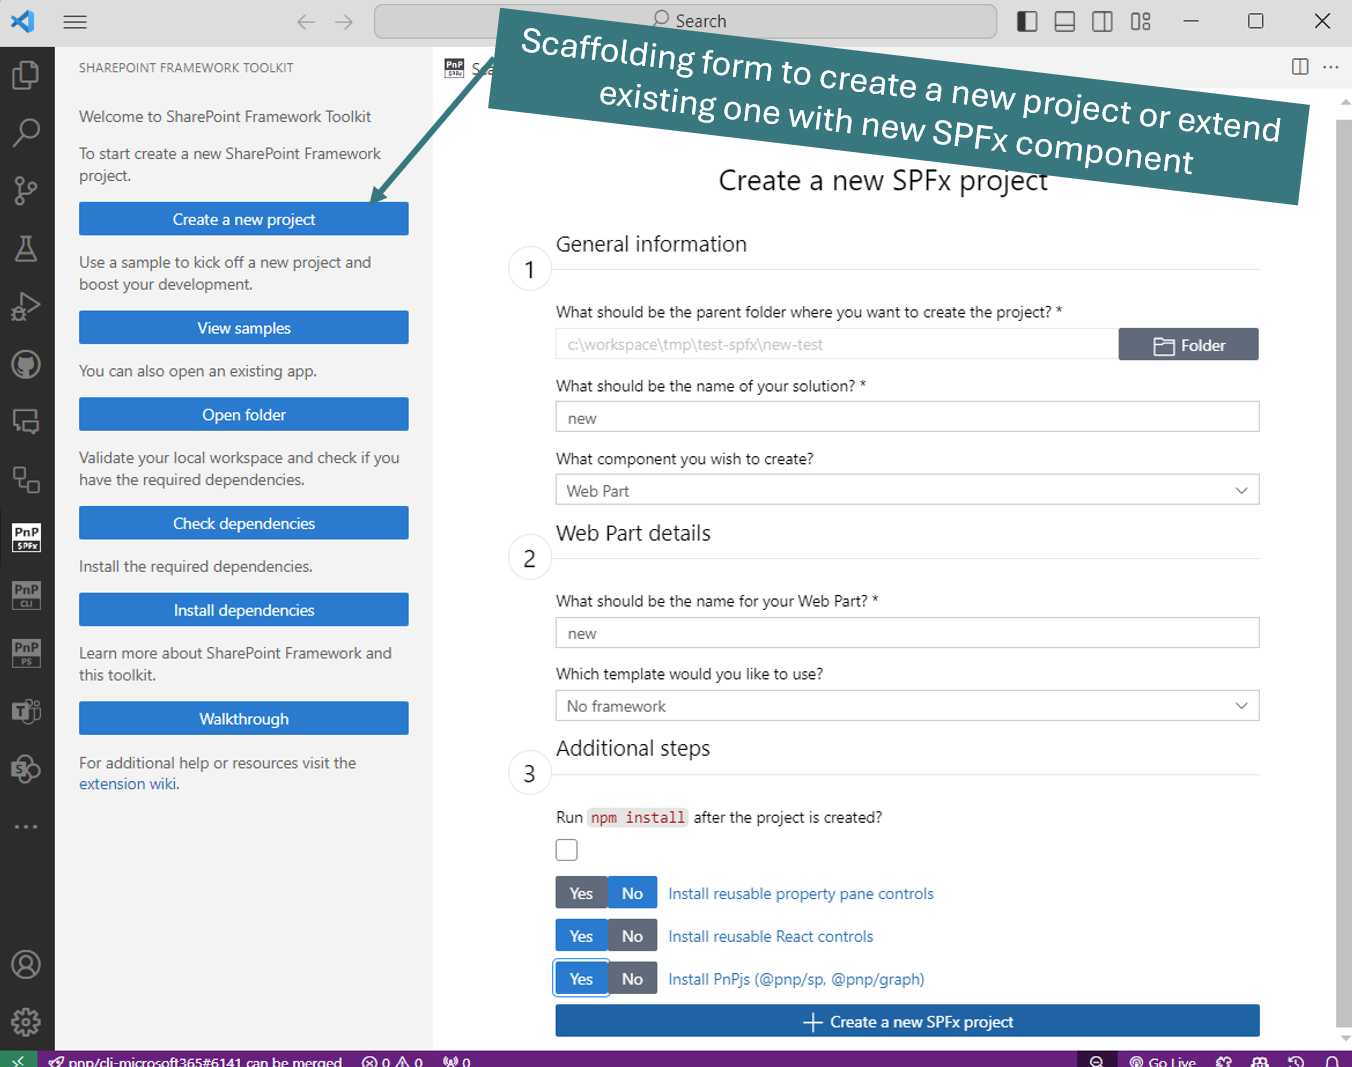 Search
SHAREPOINT FRAMEWORK TOOLKIT
Welcome to SharePoint Framework Toolkit
To start create a new SharePoint Framework
project.
Create a new project
Use a sample to kick off a new project and
boost your development.
View samples
You can also open an existing app.
Open folder
Validate your local workspace and check if you
have the required dependencies.
Check dependencies
Install the required dependencies.
Install dependencies
Learn more about SharePoint Framework and
this toolkit.
Walkthrough
For additional help or resources visit the
extension wiki.
PnP
SPFx
PnP
CLI
PnP
PS
PnP
SPFx
Scaffolding form to create a new project or extend
existing one with new SPFx component
Create a new SPFx project
1
General information
What should be the parent folder where you want to create the project? *
c:\workspace\tmp\test-spfx\new-test
Folder
What should be the name of your solution? *
new
What component you wish to create?
Web Part
2
Web Part details
What should be the name for your Web Part? *
new
Which template would you like to use?
No framework
3
Additional steps
Run npm install after the project is created?
Yes No Install reusable property pane controls
Yes No Install reusable React controls
Yes No Install PnPjs (@pnp/sp, @pnp/graph)
Create a new SPFx project
pnp/cli-microsoft365#6141 can be merged 0 0 0 Go Live